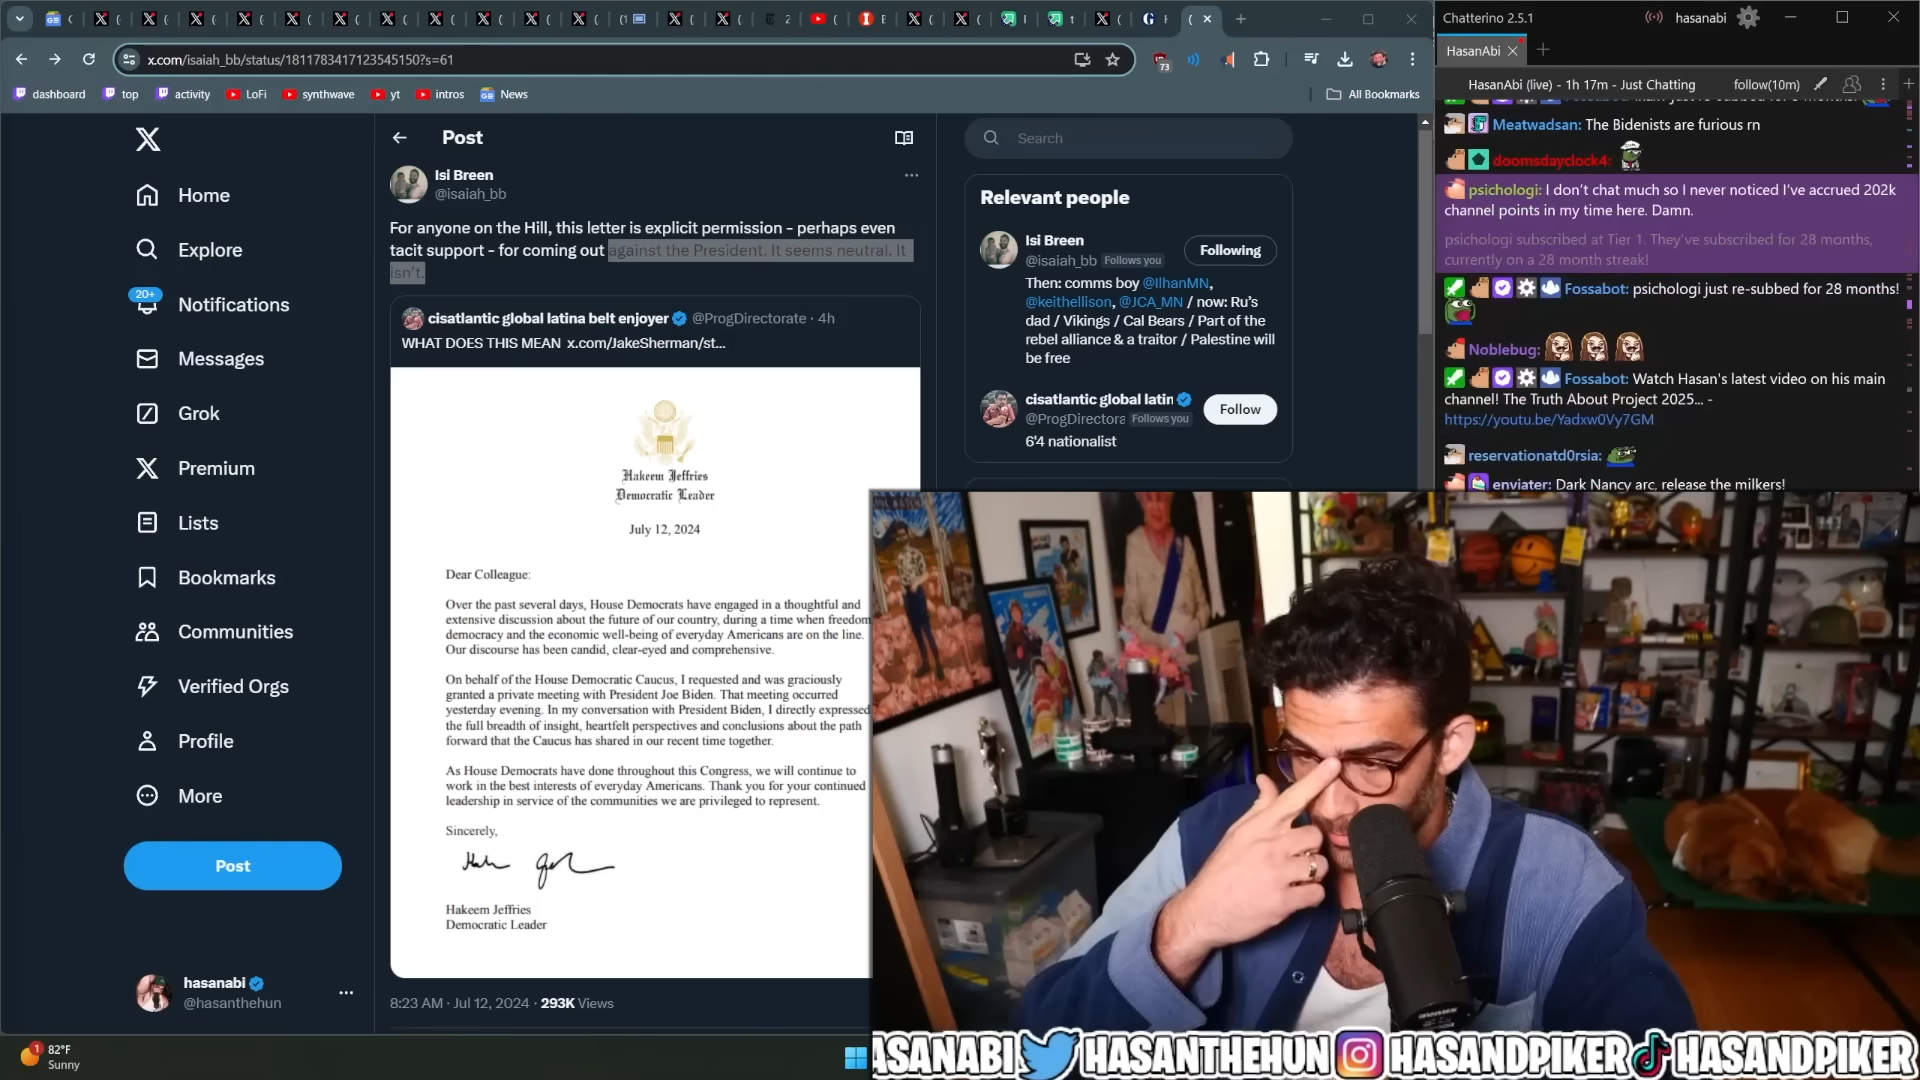 x.com/isaiah_bb/status/1811783417123545150?s=61
73
dashboard
top
activity
LoFi
synthwave
yt
intros
News
All Bookmarks
Home
Explore
20+
Notifications
Messages
Grok
Premium
Lists
Bookmarks
Communities
Verified Orgs
Profile
More
Post
hasanabi
@hasanthehun
Post
Isi Breen
@isaiah_bb
For anyone on the Hill, this letter is explicit permission - perhaps even
tacit support - for coming out against the President. It seems neutral. It
isn't.
cisatlantic global latina belt enjoyer @ProgDirectorate · 4h
WHAT DOES THIS MEAN x.com/JakeSherman/st...
Hakeem Jeffries
Democratic Leader
July 12, 2024
Dear Colleague:
Over the past several days, House Democrats have engaged in a thoughtful and
extensive discussion about the future of our country, during a time when freedom
democracy and the economic well-being of everyday Americans are on the line.
Our discourse has been candid, clear-eyed and comprehensive.
On behalf of the House Democratic Caucus, I requested and was graciously
granted a private meeting with President Joe Biden. That meeting occurred
yesterday evening. In my conversation with President Biden, I directly expressed
the full breadth of insight, heartfelt perspectives and conclusions about the path
forward that the Caucus has shared in our recent time together.
As House Democrats have done throughout this Congress, we will continue to
work in the best interests of everyday Americans. Thank you for your continued
leadership in service of the communities we are privileged to represent.
Sincerely,
Hakeem Jeffries
Democratic Leader
8:23 AM · Jul 12, 2024 · 293K Views
Search
Relevant people
Isi Breen
@isaiah_bb Follows you
Following
Then: comms boy @IlhanMN,
@keithellison, @JCA_MN / now: Ru's
dad / Vikings / Cal Bears / Part of the
rebel alliance & a traitor / Palestine will
be free
cisatlantic global latin
@ProgDirectora Follows you
Follow
6'4 nationalist
1
82°F
Sunny
Chatterino 2.5.1
hasanabi
HasanAbi
HasanAbi (live) - 1h 17m - Just Chatting
follow(10m)
Meatwadsan: The Bidenists are furious rn
doomsdayclock4:
psichologi: I don't chat much so I never noticed I've accrued 202k
channel points in my time here. Damn.
psichologi subscribed at Tier 1. They've subscribed for 28 months,
currently on a 28 month streak!
Fossabot: psichologi just re-subbed for 28 months!
Noblebug:
Fossabot: Watch Hasan's latest video on his main
channel! The Truth About Project 2025... -
https://youtu.be/Yadxw0Vy7GM
reservationatd0rsia:
enviater: Dark Nancy arc, release the milkers!
ASANABI HASANTHEHUN HASANDPIKER HASANDPIKER